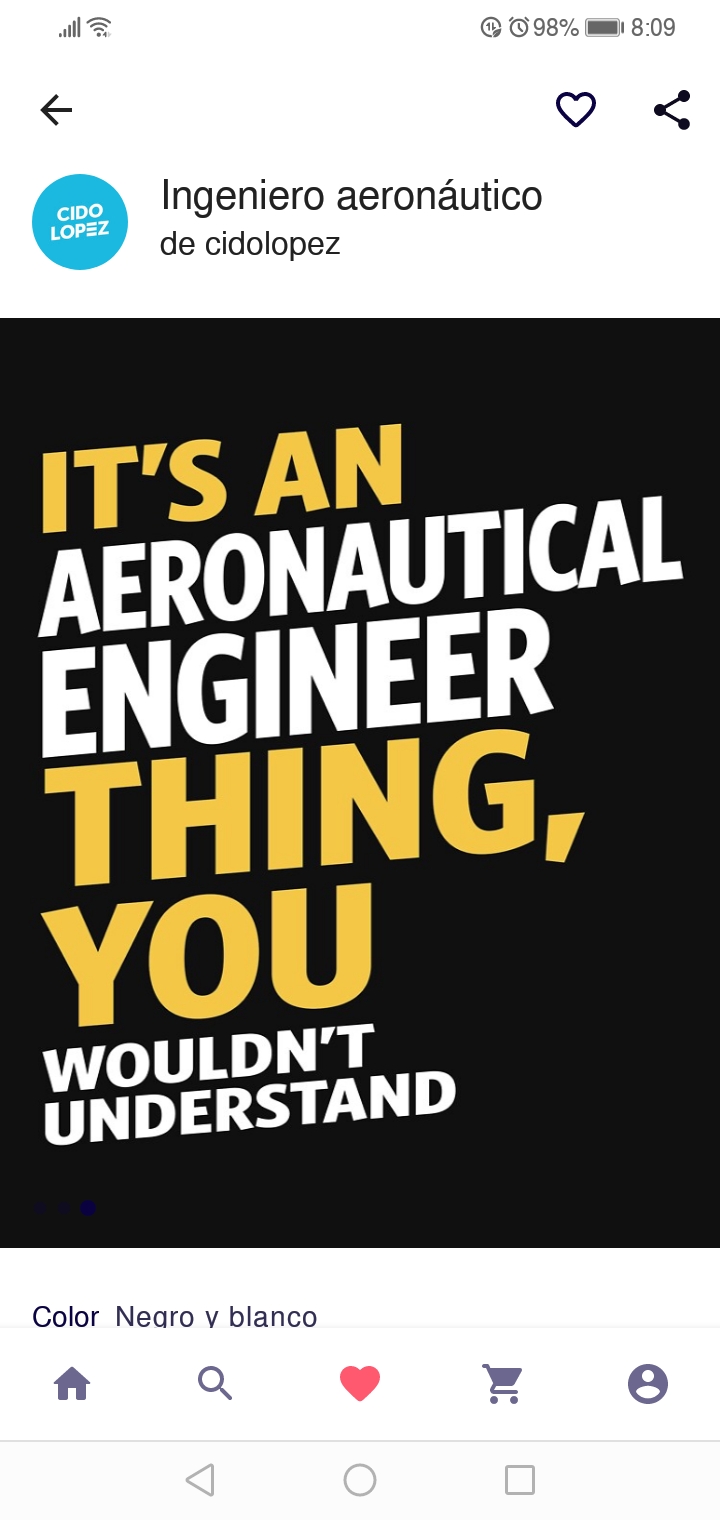 98% 8:09
CIDO
LOPEZ
Ingeniero aeronáutico
de cidolopez
IT'S AN
AERONAUTICAL
ENGINEER
THING,
YOU
WOULDN'T
UNDERSTAND
Color Negro y blanco